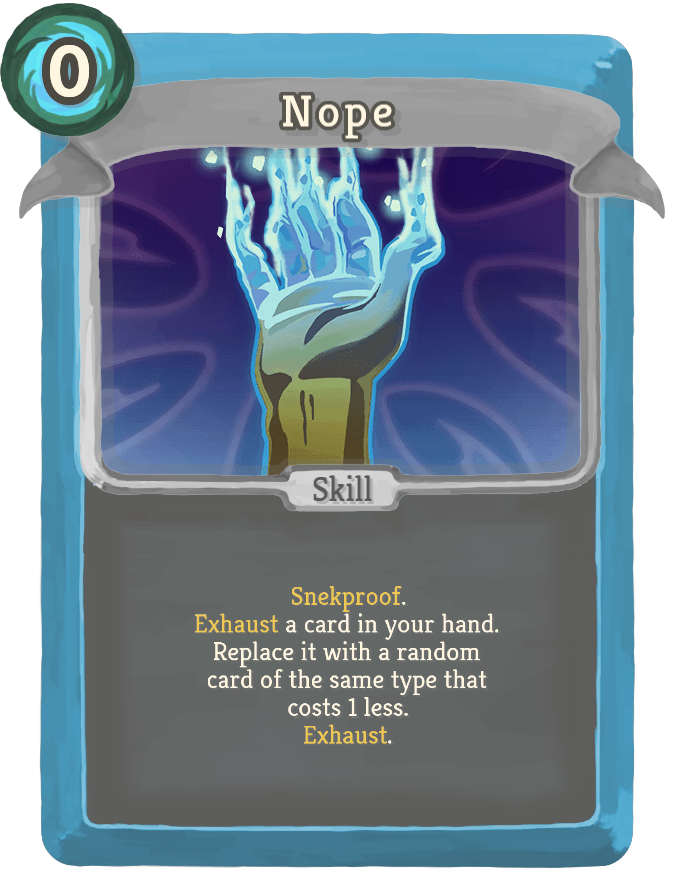 0
Nope
Skill
Snekproof.
Exhaust a card in your hand.
Replace it with a random
card of the same type that
costs 1 less.
Exhaust.